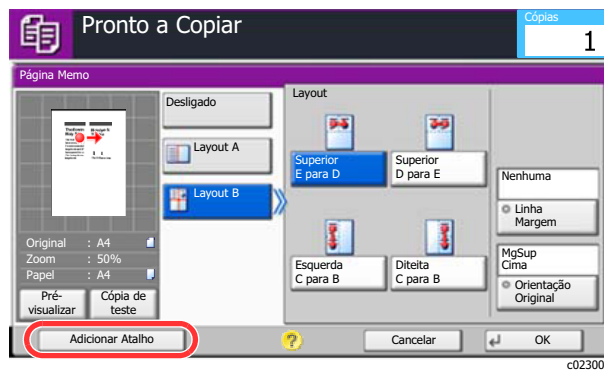 Pronto a Copiar
Cópias
1
Página Memo
Desligado
Layout A
Layout B
Layout
Superior
E para D
Superior
D para E
Esquerda
C para B
Diteita
C para B
Nenhuma
Linha
Margem
MgSup
Cima
Orientação
Original
Original : A4
Zoom : 50%
Papel : A4
Pré-
visualizar
Cópia de
teste
Adicionar Atalho
?
Cancelar
OK
c02300